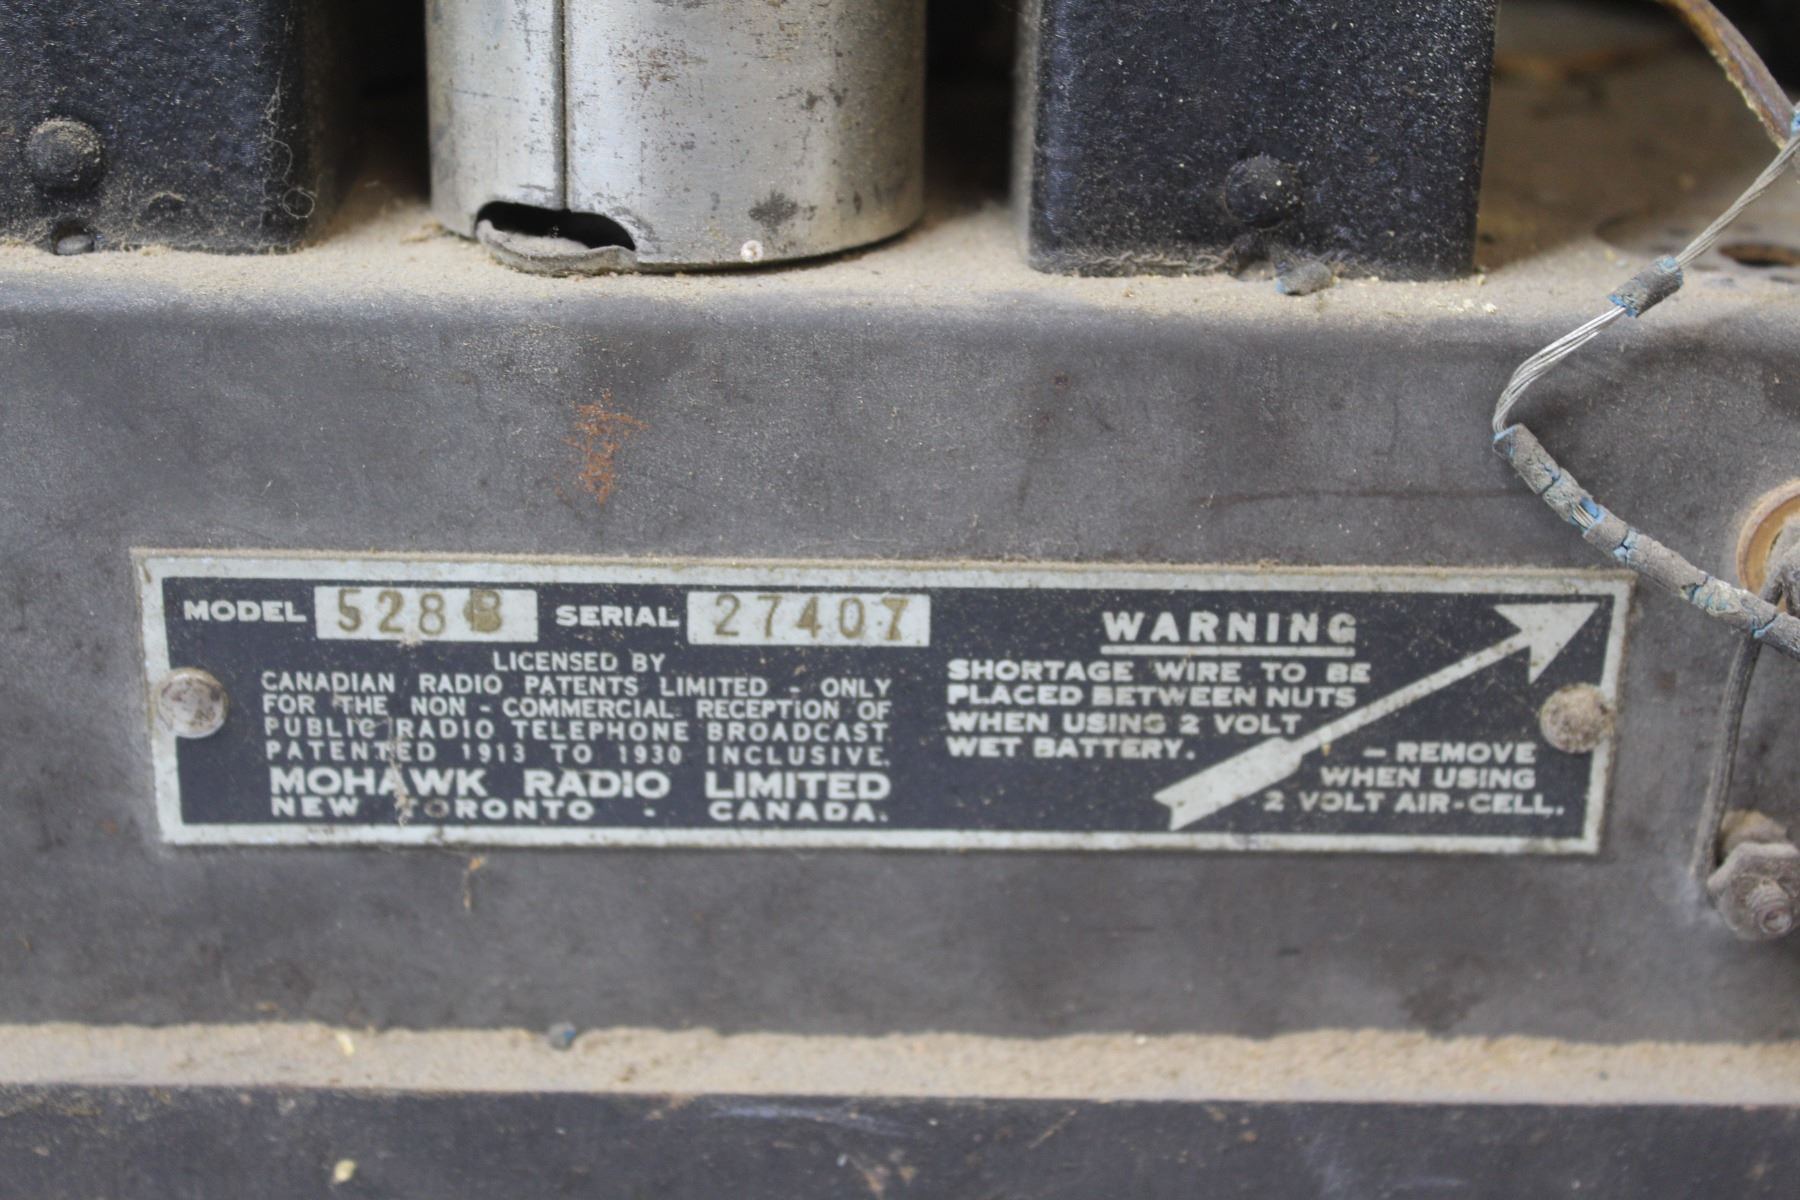 MODEL 528B SERIAL 27407
LICENSED BY
CANADIAN RADIO PATENTS LIMITED - ONLY
FOR THE NON - COMMERCIAL RECEPTION OF
PUBLIC RADIO TELEPHONE BROADCAST
PATENTED 1913 TO 1930 INCLUSIVE.
MOHAWK RADIO LIMITED
NEW TORONTO - CANADA.
WARNING
SHORTAGE WIRE TO BE
PLACED BETWEEN NUTS
WHEN USING 2 VOLT
WET BATTERY.
— REMOVE
WHEN USING
2 VOLT AIR-CELL.